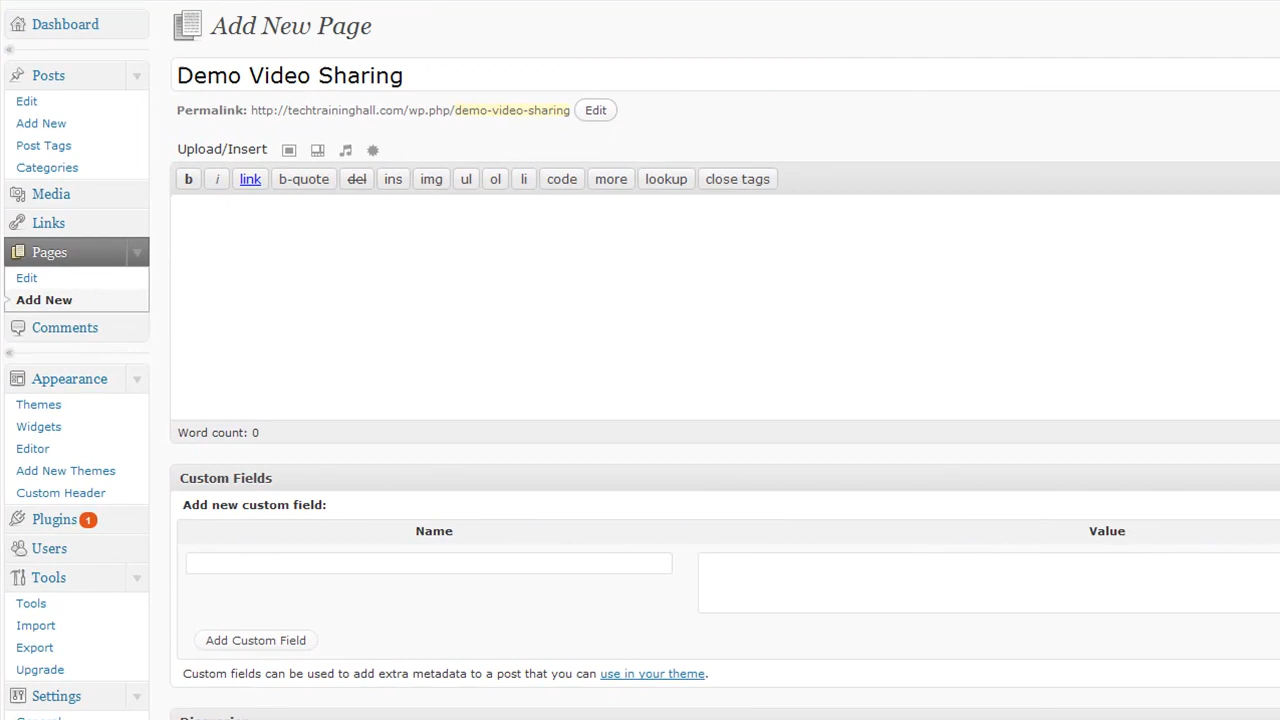 Dashboard
Posts
Edit
Add New
Post Tags
Categories
Media
Links
Pages
Edit
Add New
Comments
Appearance
Themes
Widgets
Editor
Add New Themes
Custom Header
Plugins 1
Users
Tools
Tools
Import
Export
Upgrade
Settings
Add New Page
Demo Video Sharing
Permalink: http://techtraininghall.com/wp.php/demo-video-sharing Edit
Upload/Insert
b i link b-quote del ins img ul ol li code more lookup close tags
Word count: 0
Custom Fields
Add new custom field:
Name Value
Add Custom Field
Custom fields can be used to add extra metadata to a post that you can use in your theme.